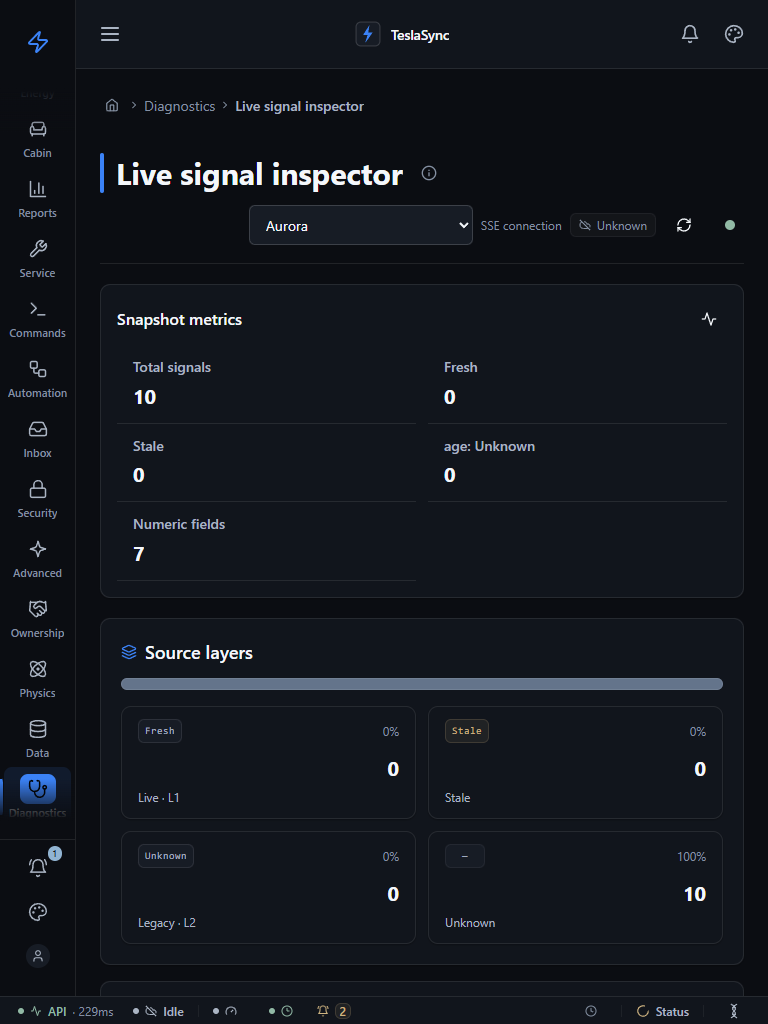 TeslaSync
Energy
Cabin
Reports
Service
Commands
Automation
Inbox
Security
Advanced
Ownership
Physics
Data
Diagnostics
1
Diagnostics
Live signal inspector
Live signal inspector
Aurora
SSE connection
Unknown
Snapshot metrics
Total signals
10
Fresh
0
Stale
0
age: Unknown
0
Numeric fields
7
Source layers
Fresh
0%
0
Live · L1
Stale
0%
0
Stale
Unknown
0%
0
Legacy · L2
–
100%
10
Unknown
API · 229ms
Idle
2
Status